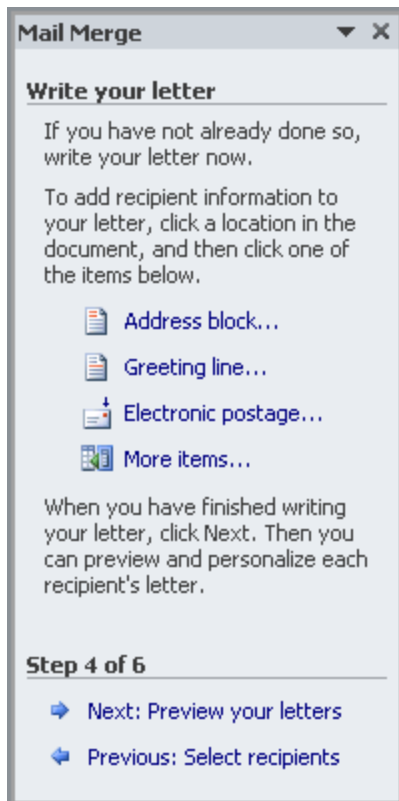 Mail Merge
Write your letter
If you have not already done so,
write your letter now.
To add recipient information to
your letter, click a location in the
document, and then click one of
the items below.
Address block...
Greeting line...
Electronic postage...
More items...
When you have finished writing
your letter, click Next. Then you
can preview and personalize each
recipient's letter.
Step 4 of 6
Next: Preview your letters
Previous: Select recipients